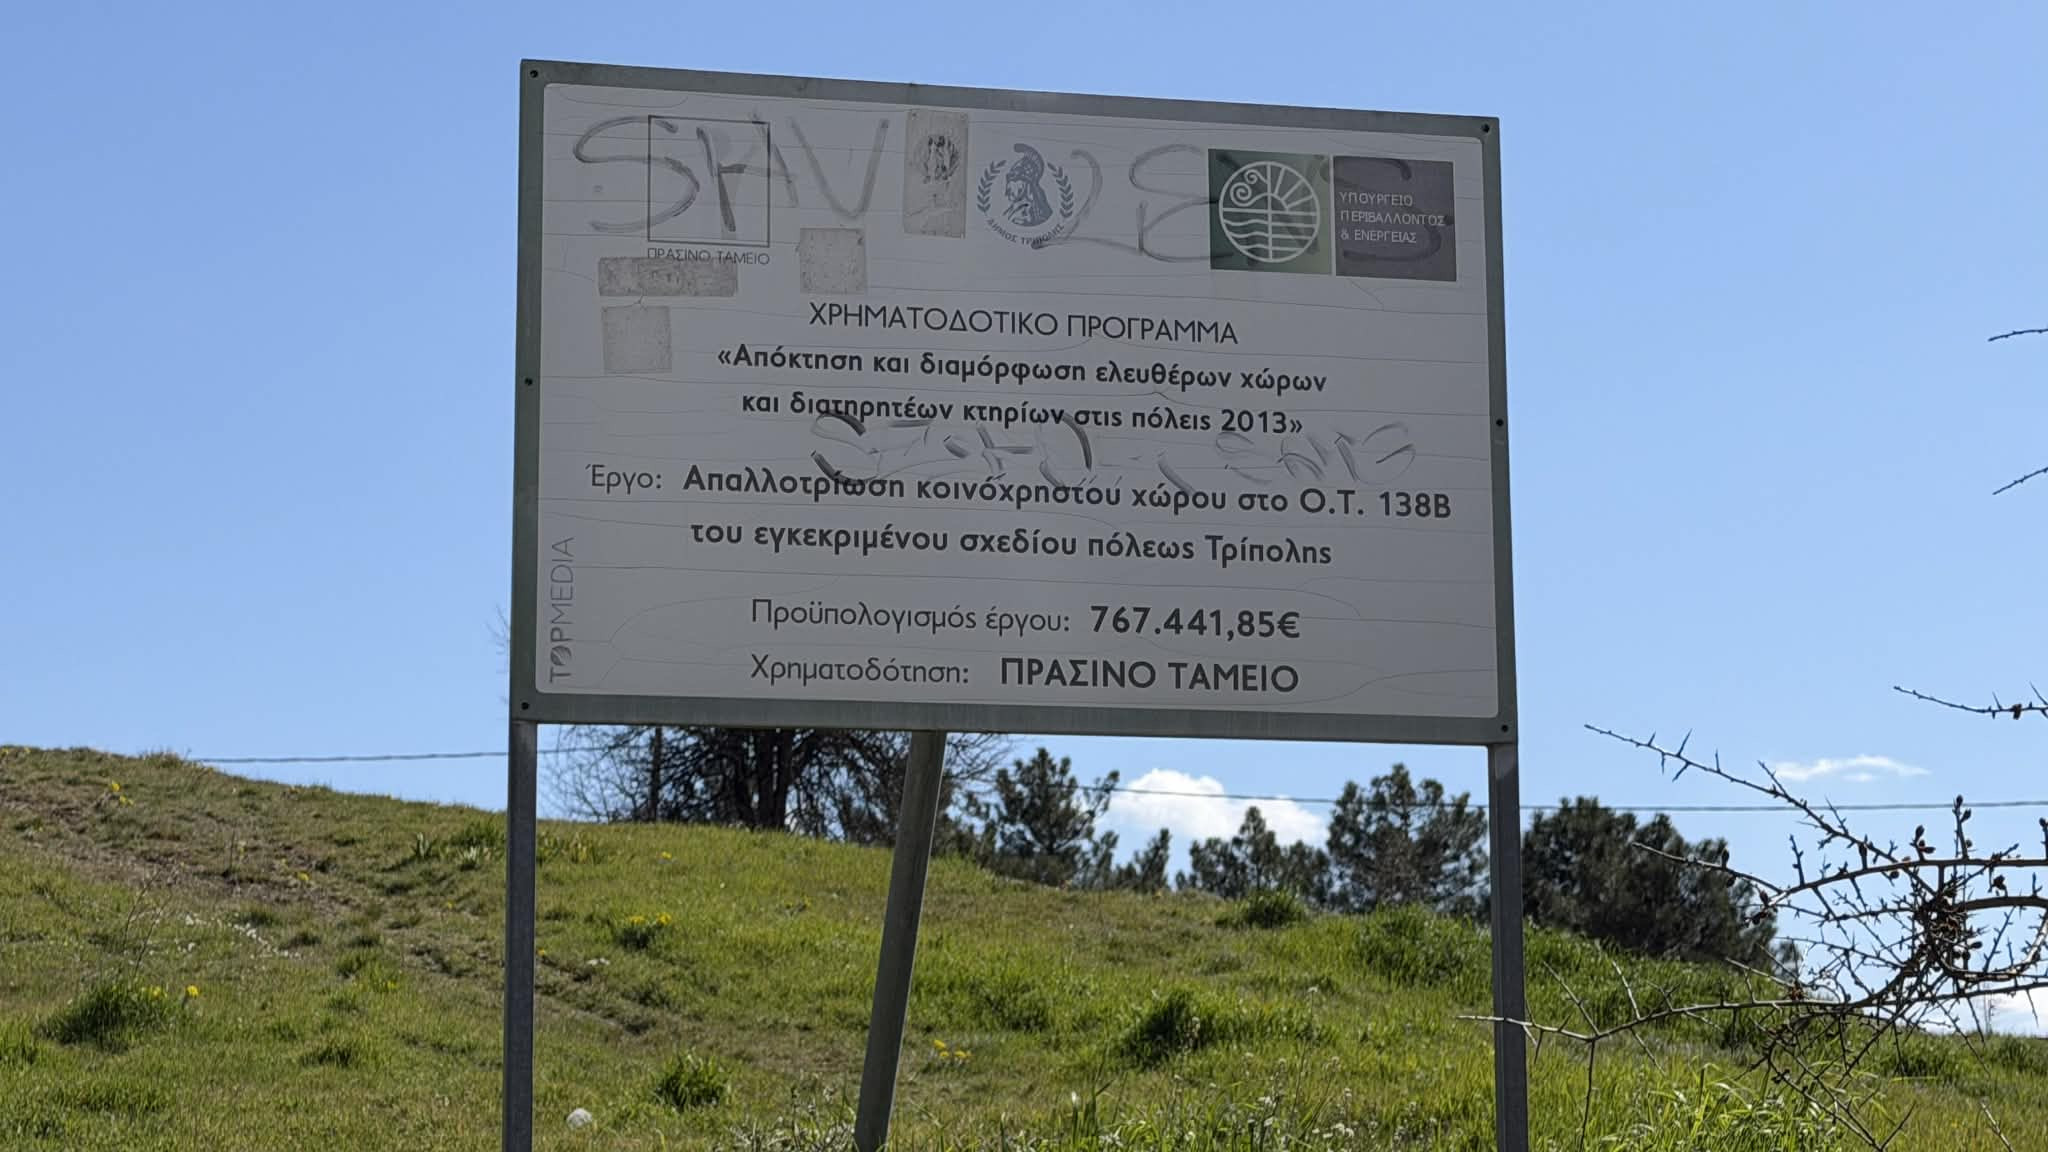 ΠΡΑΣΙΝΟ ΤΑΜΕΙΟ
ΔΗΜΟΣ ΤΡΙΠΟΛΗΣ
ΥΠΟΥΡΓΕΙΟ
ΠΕΡΙΒΑΛΛΟΝΤΟΣ
& ΕΝΕΡΓΕΙΑΣ
ΧΡΗΜΑΤΟΔΟΤΙΚΟ ΠΡΟΓΡΑΜΜΑ
«Απόκτηση και διαμόρφωση ελευθέρων χώρων
και διατηρητέων κτηρίων στις πόλεις 2013»
Έργο: Απαλλοτρίωση κοινόχρηστου χώρου στο Ο.Τ. 138Β
του εγκεκριμένου σχεδίου πόλεως Τρίπολης
Προϋπολογισμός έργου: 767.441,85€
Χρηματοδότηση: ΠΡΑΣΙΝΟ ΤΑΜΕΙΟ
TOPMEDIA